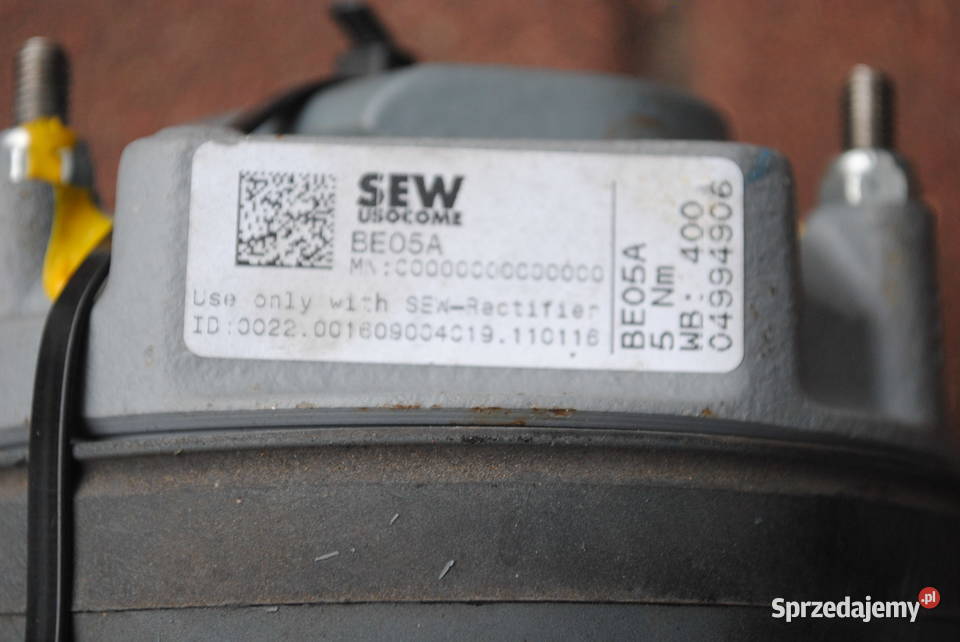 SEW
USOCOME
BE05A
MN:00000000000000
Use only with SEW-Rectifier
ID:0022.001609004019.110116
BE05A
5 Nm
WB: 400
04994906
Sprzedajemy.pl